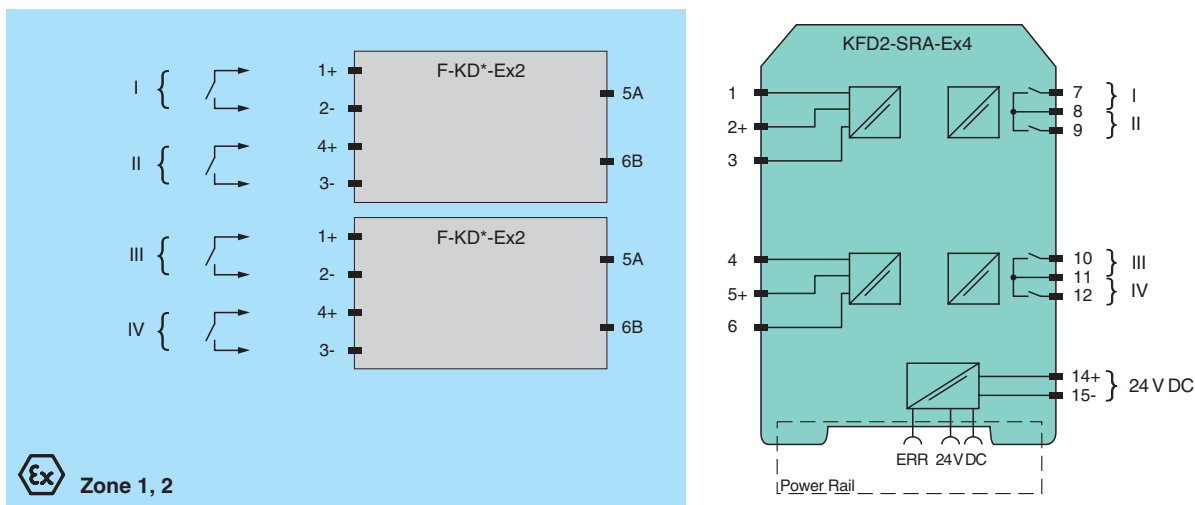 I
1+
2-
II
4+
3-
F-KD*-Ex2
5A
6B
III
1+
2-
IV
4+
3-
F-KD*-Ex2
5A
6B
Ex Zone 1, 2
KFD2-SRA-Ex4
1
2+
3
7
8
9
I
II
4
5+
6
10
11
12
III
IV
14+
15-
24 V DC
ERR 24V DC
Power Rail